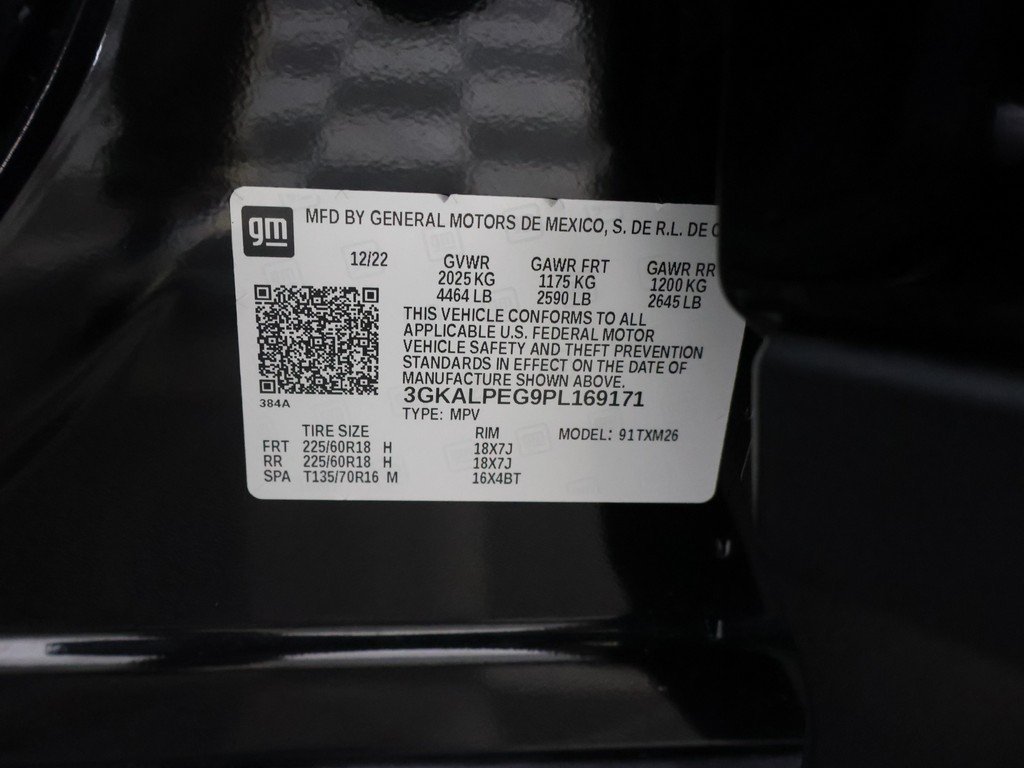 gm
MFD BY GENERAL MOTORS DE MEXICO, S. DE R.L. DE
12/22 GVWR GAWR FRT GAWR RR
2025 KG 1175 KG 1200 KG
4464 LB 2590 LB 2645 LB
THIS VEHICLE CONFORMS TO ALL
APPLICABLE U.S. FEDERAL MOTOR
VEHICLE SAFETY AND THEFT PREVENTION
STANDARDS IN EFFECT ON THE DATE OF
MANUFACTURE SHOWN ABOVE.
3GKALPEG9PL169171
384A
TYPE: MPV
TIRE SIZE RIM MODEL: 91TXM26
FRT 225/60R18 H 18X7J
RR 225/60R18 H 18X7J
SPA T135/70R16 M 16X4BT